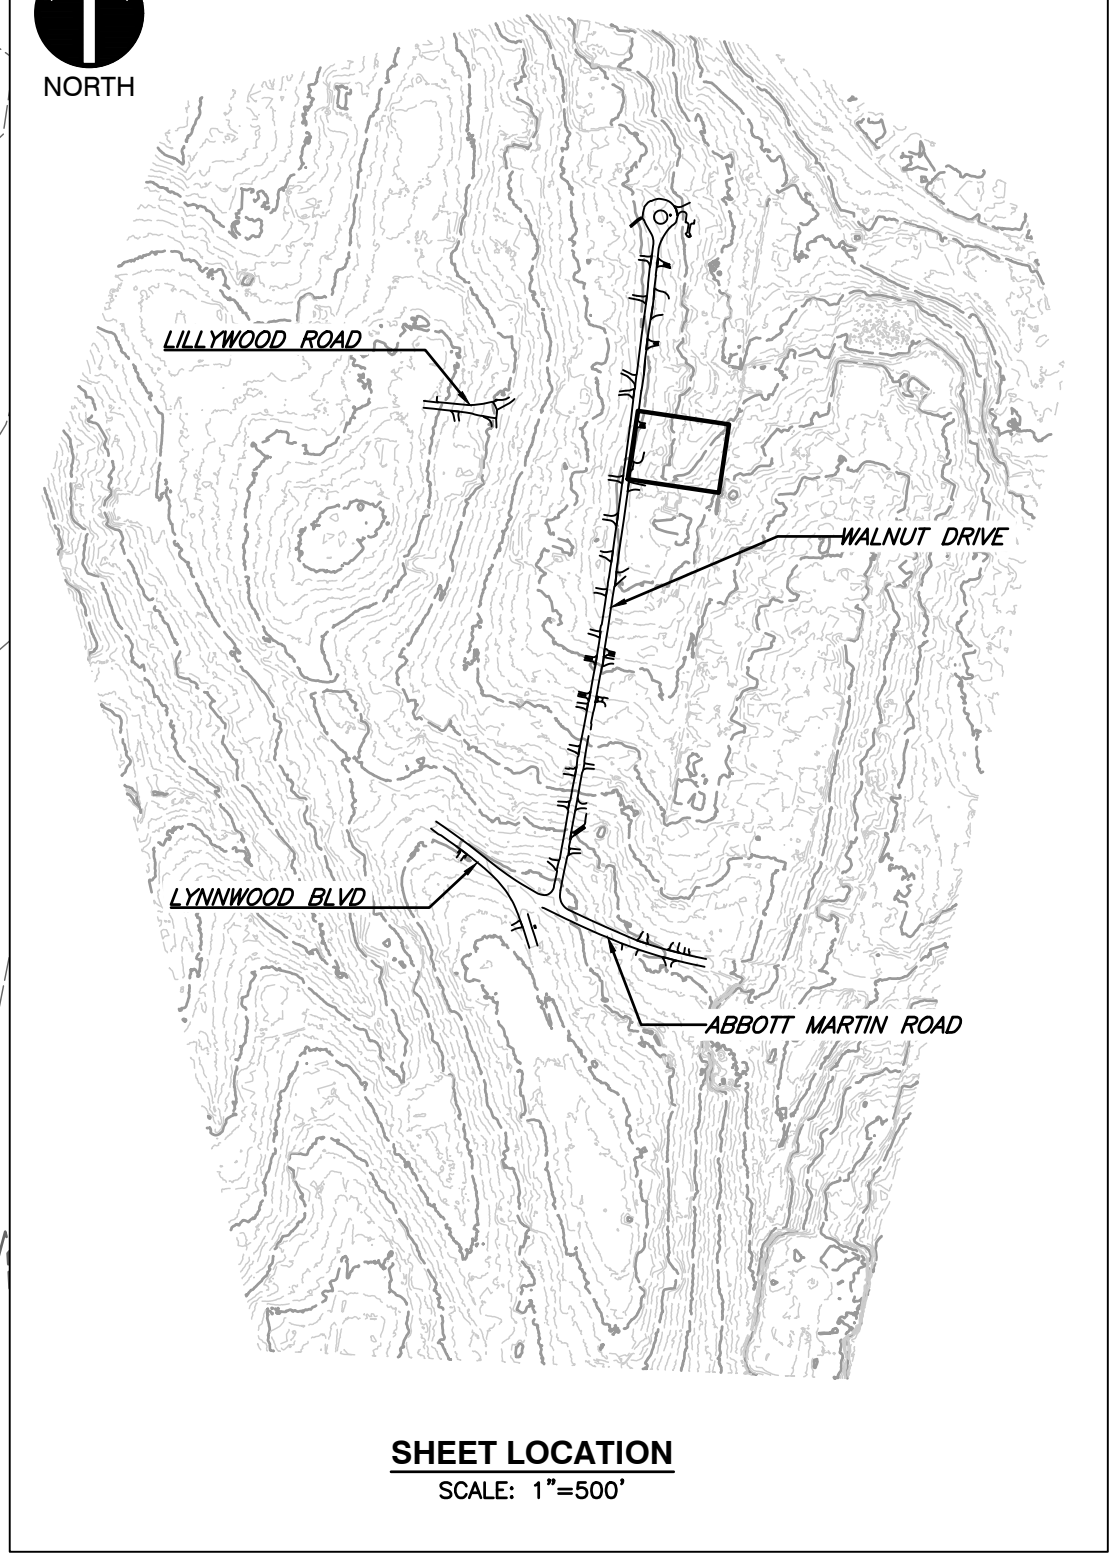 NORTH
LILLYWOOD ROAD
WALNUT DRIVE
LYNNWOOD BLVD
ABBOTT MARTIN ROAD
SHEET LOCATION
SCALE: 1"=500'